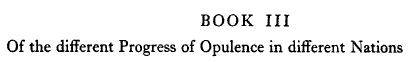 BOOK III
Of the different Progress of Opulence in different Nations